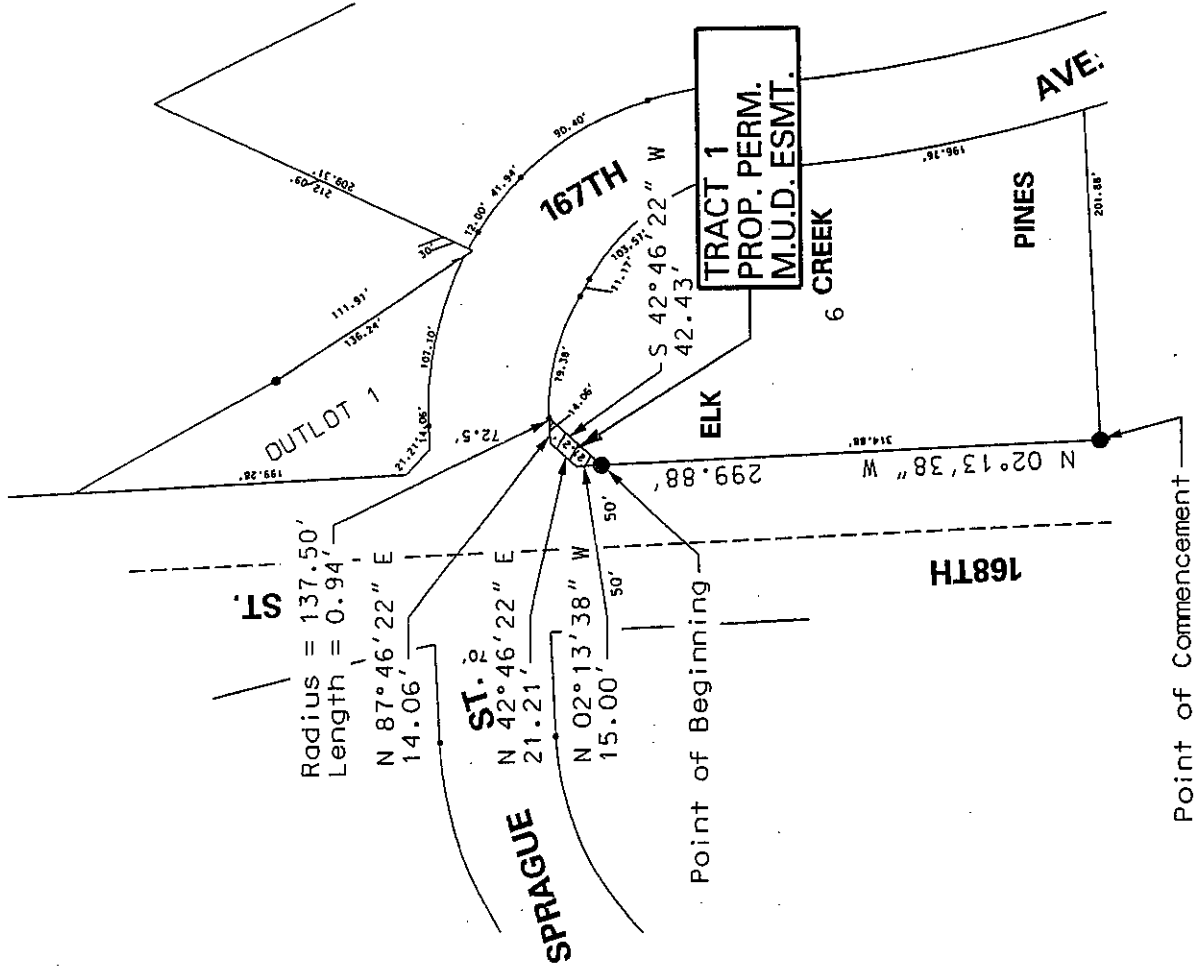 209.31'
212.09'
90.40'
41.94'
12.00'
30
111.91'
136.24'
107.10'
14.06'
21.21'
OUTLOT 1
199.28'
72.5'
167TH
AVE.
TRACT 1
PROP. PERM.
M.U.D. ESMT.
S 42°46'22" W
42.43'
103.57'
11.17'
79.38'
14.06'
21.21'
196.76'
CREEK
6
PINES
ELK
201.88'
314.88'
N 02°13'38" W
299.88'
50'
50'
168TH
ST.
Radius = 137.50'
Length = 0.94'
N 87°46'22" E
14.06'
N 42°46'22" E
21.21'
N 02°13'38" W
15.00'
70'
SPRAGUE
ST.
Point of Beginning
Point of Commencement